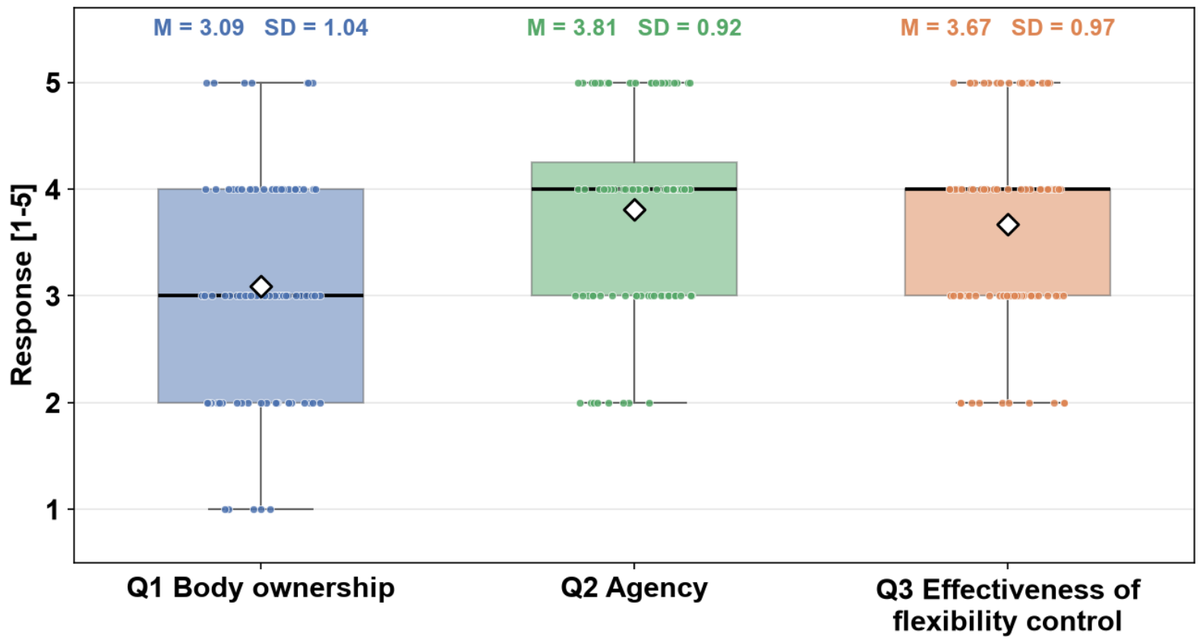 M = 3.09 SD = 1.04
M = 3.81 SD = 0.92
M = 3.67 SD = 0.97
Response [1-5]
5
4
3
2
1
Q1 Body ownership
Q2 Agency
Q3 Effectiveness of
flexibility control